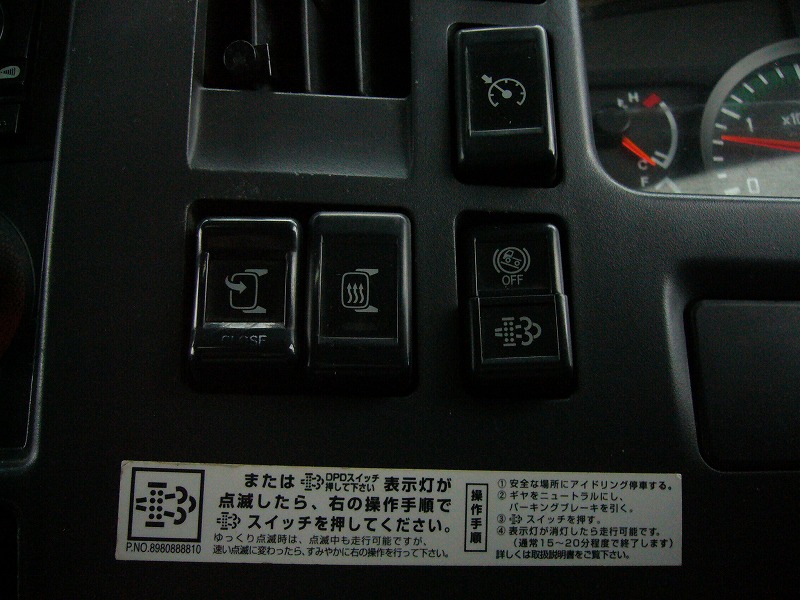 H
C
F
1
x10
0
OFF
CLOSE
または DPDスイッチ 押して下さい 表示灯が
点滅したら、右の操作手順で
スイッチを押してください。
ゆっくり点滅時は、点滅中も走行可能ですが、
速い点滅に変わったら、すみやかに右の操作を行って下さい。
P.NO.8980888810
操作手順
① 安全な場所にアイドリング停車する。
② ギヤをニュートラルにし、
パーキングブレーキを引く。
③ スイッチを押す。
④ 表示灯が消灯したら走行可能です。
(通常15～20分程度で終了します)
詳しくは取扱説明書をご覧下さい。